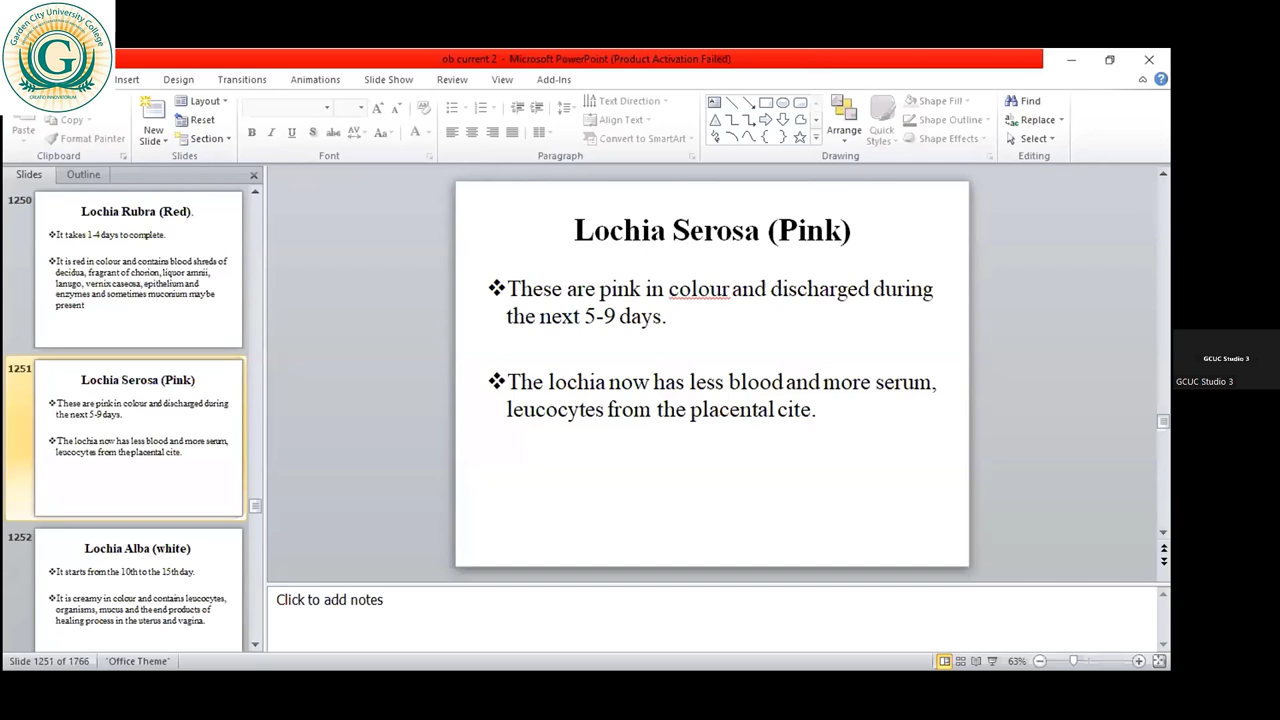 Garden City University College
ob current 2 - Microsoft PowerPoint (Product Activation Failed)
Insert Design Transitions Animations Slide Show Review View Add-Ins
Copy
Format Painter
Paste
Clipboard
New
Slide
Layout
Reset
Section
Slides
Font
Text Direction
Align Text
Convert to SmartArt
Paragraph
Arrange
Quick
Styles
Shape Fill
Shape Outline
Shape Effects
Drawing
Find
Replace
Select
Editing
Slides Outline
1250
Lochia Rubra (Red).
❖It takes 1-4 days to complete.
❖It is red in colour and contains blood shreds of
decidua, fragrant of chorion, liquor amnii,
lanugo, vernix caseosa, epithelium and
enzymes and sometimes muconium may be
present
1251
Lochia Serosa (Pink)
❖These are pink in colour and discharged during
the next 5-9 days.
❖The lochia now has less blood and more serum,
leucocytes from the placental cite.
1252
Lochia Alba (white)
❖It starts from the 10th to the 15th day.
❖It is creamy in colour and contains leucocytes,
organisms, mucus and the end products of
healing process in the uterus and vagina.
Lochia Serosa (Pink)
❖These are pink in colour and discharged during
the next 5-9 days.
❖The lochia now has less blood and more serum,
leucocytes from the placental cite.
Click to add notes
Slide 1251 of 1766 "Office Theme" 63%
GCUC Studio 3
GCUC Studio 3